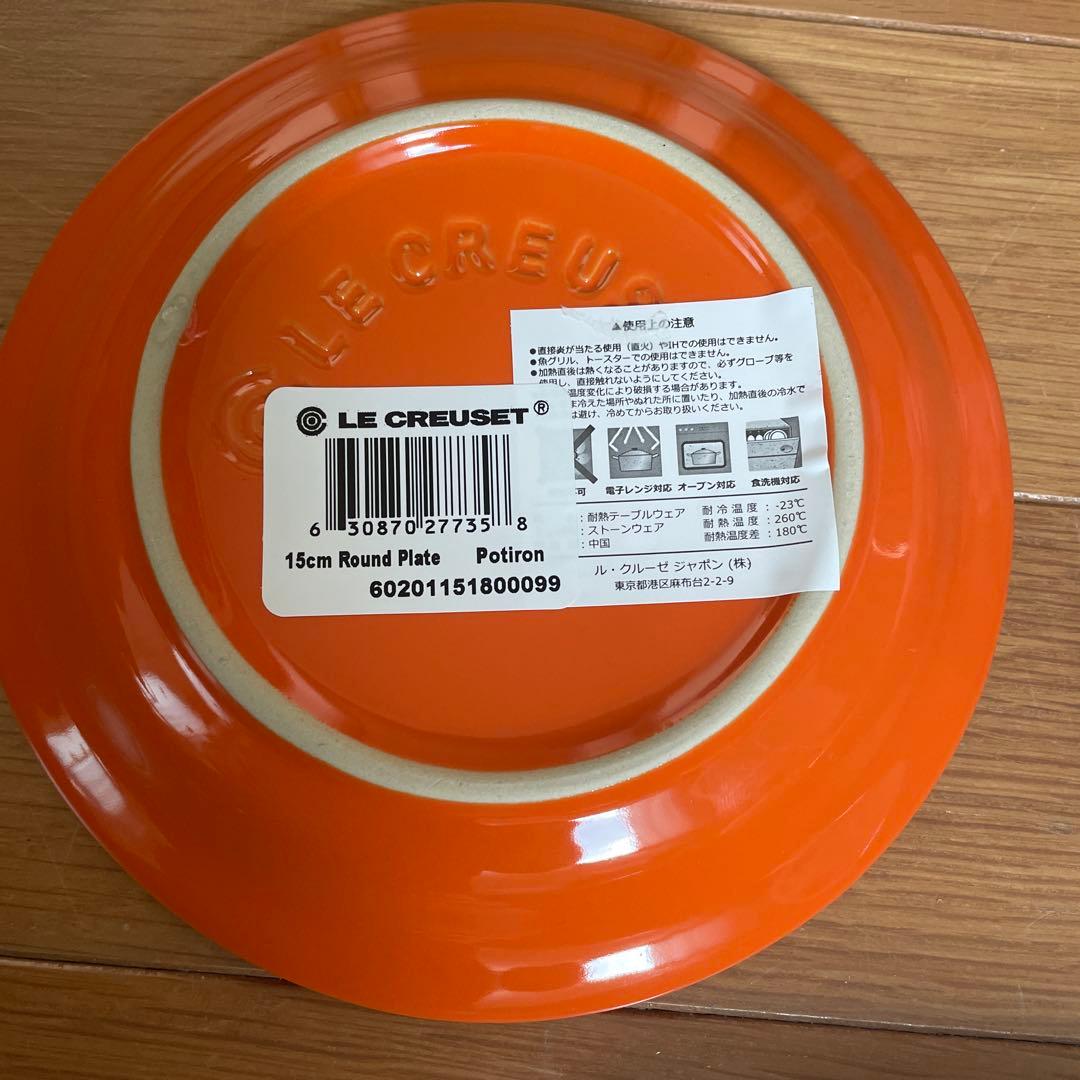 LE CREUS
▲使用上の注意
●直接炎が当たる使用（直火）やIHでの使用はできません。
●魚グリル、トースターでの使用はできません。
●加熱直後は熱くなることがありますので、必ずグローブ等を
使用し、直接触れないようにしてください。
温度変化により破損する場合があります。
ま冷えた場所やぬれた所に置いたり、加熱直後の冷水で
は避け、冷めてからお取り扱いください。
可 電子レンジ対応 オーブン対応 食洗機対応
：耐熱テーブルウェア 耐冷温度：-23℃
：ストーンウェア 耐熱温度：260℃
：中国 耐熱温度差：180℃
ル・クルーゼ ジャポン (株)
東京都港区麻布台2-2-9
LE CREUSET®
6 30870 27735 8
15cm Round Plate Potiron
60201151800099